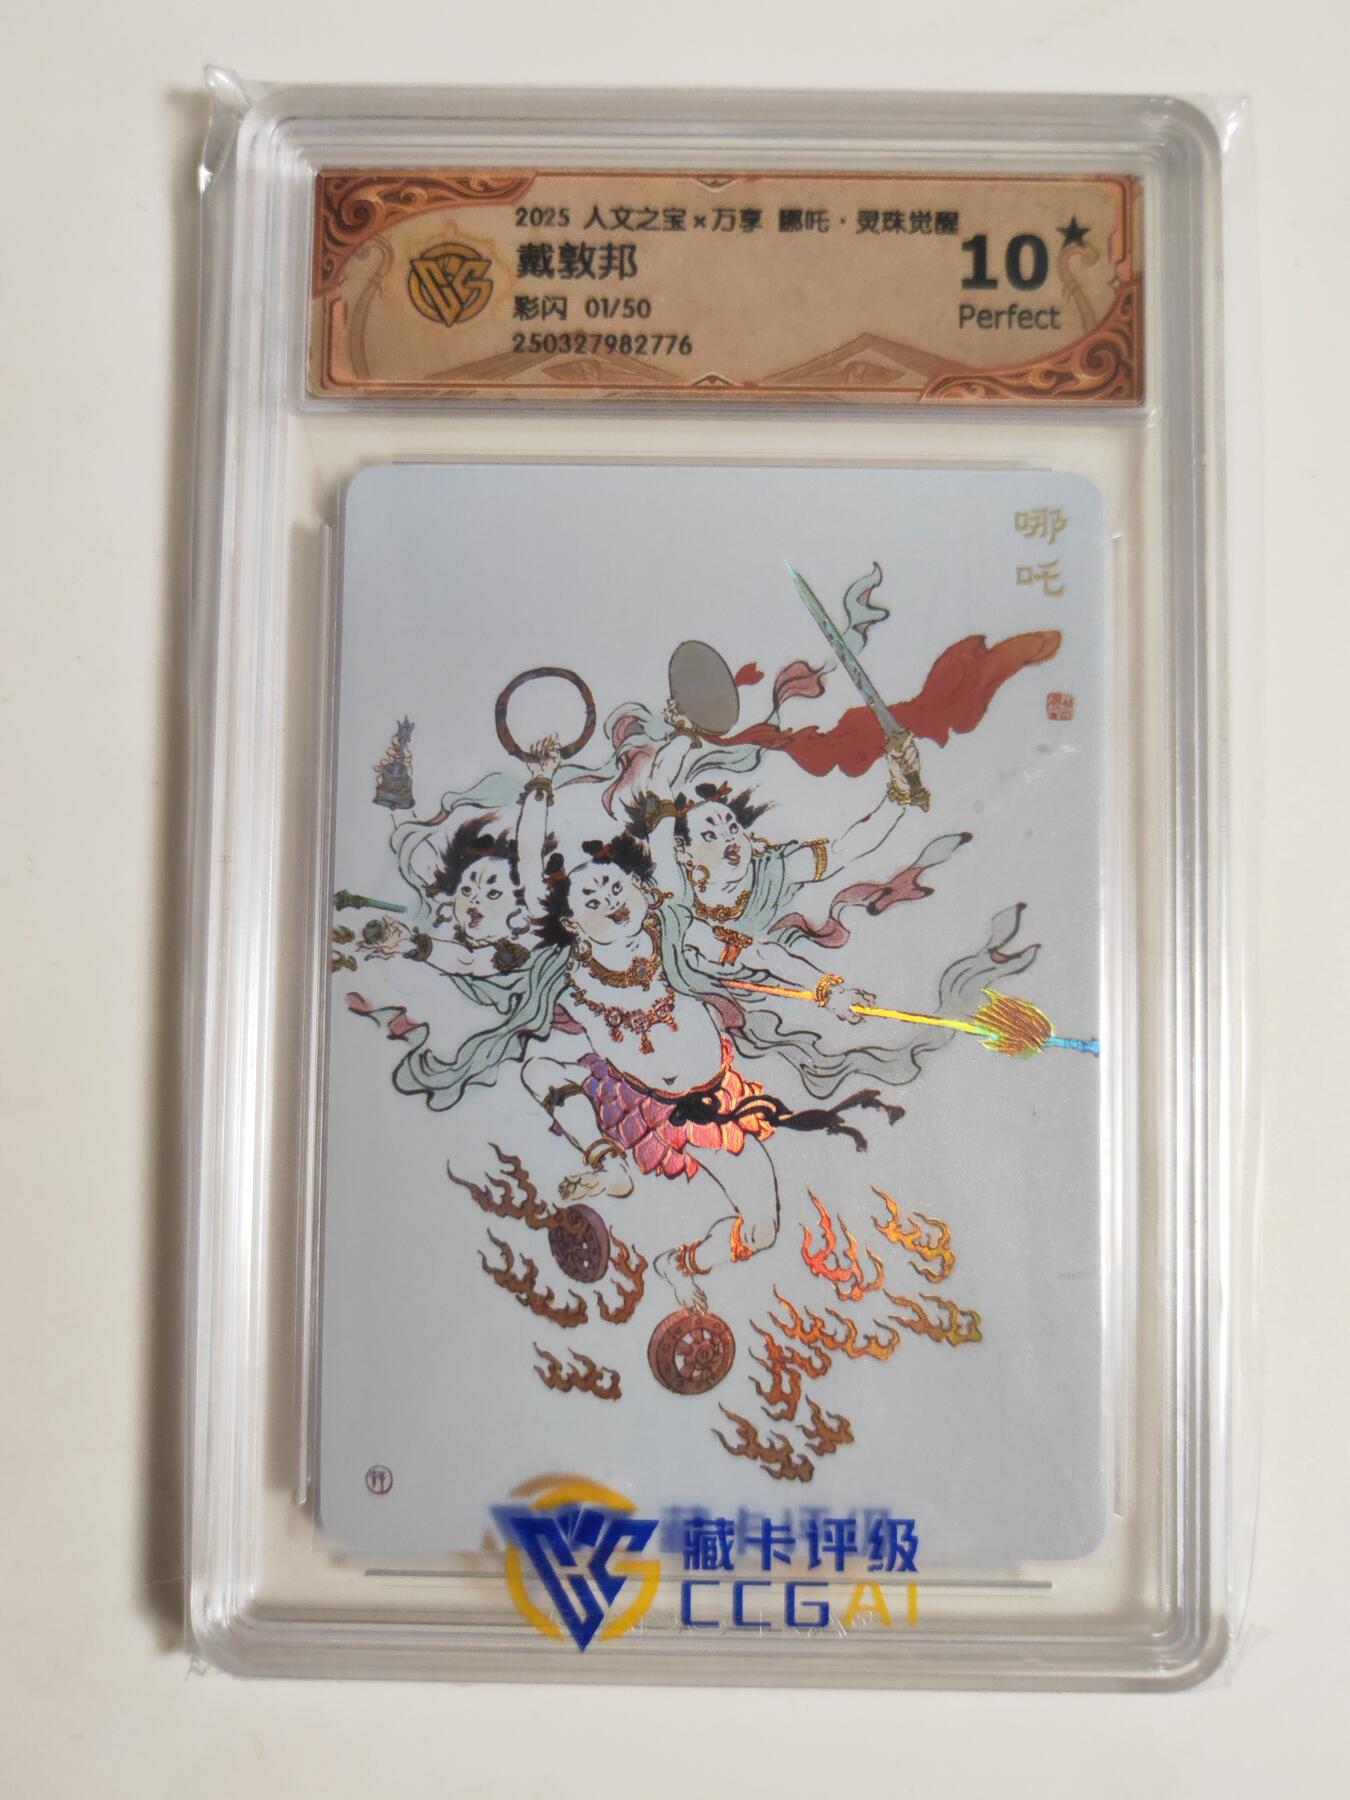 2025 人文之宝×万享 哪吒·灵珠觉醒
戴敦邦
彩闪 01/50
250327982776
10★
Perfect
哪
吒
藏卡评级
CCGAI